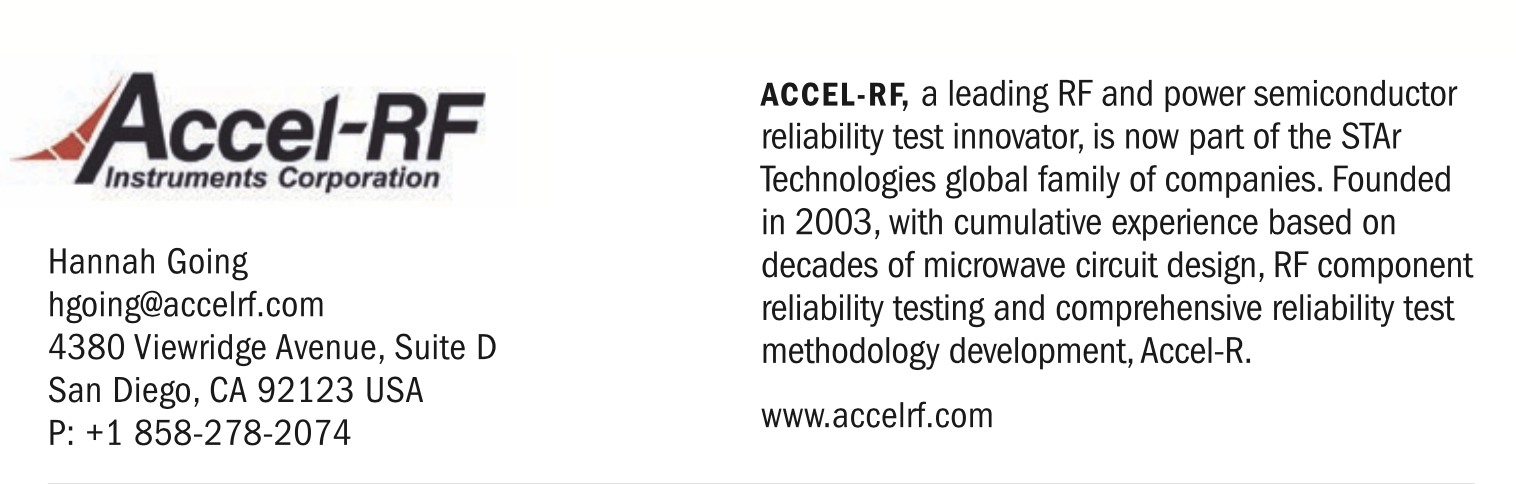 Accel-RF
Instruments Corporation
Hannah Going
hgoing@accelrf.com
4380 Viewridge Avenue, Suite D
San Diego, CA 92123 USA
P: +1 858-278-2074
ACCEL-RF, a leading RF and power semiconductor
reliability test innovator, is now part of the STAr
Technologies global family of companies. Founded
in 2003, with cumulative experience based on
decades of microwave circuit design, RF component
reliability testing and comprehensive reliability test
methodology development, Accel-R.
www.accelrf.com